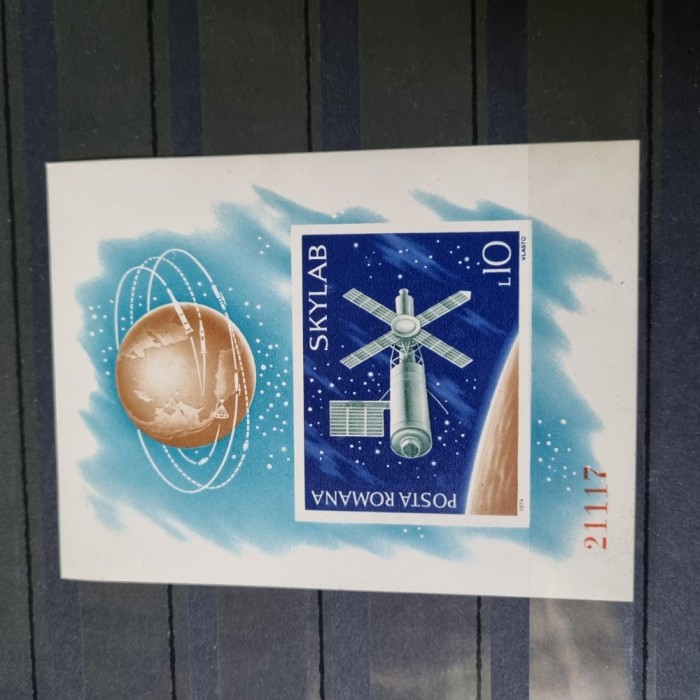 SKYLAB
L10
POSTA ROMANA
1974
VLASTO
21117